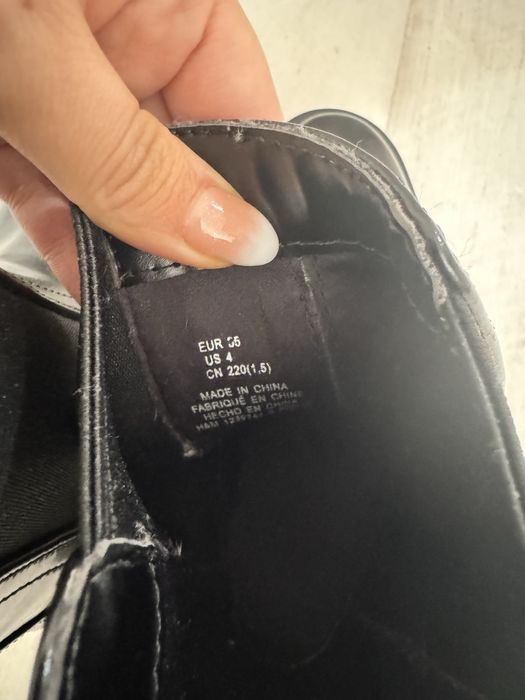 EUR 36
US 4
CN 220(1,5)
MADE IN CHINA
FABRIQUÉ EN CHINE
HECHO EN CHINA
H&M